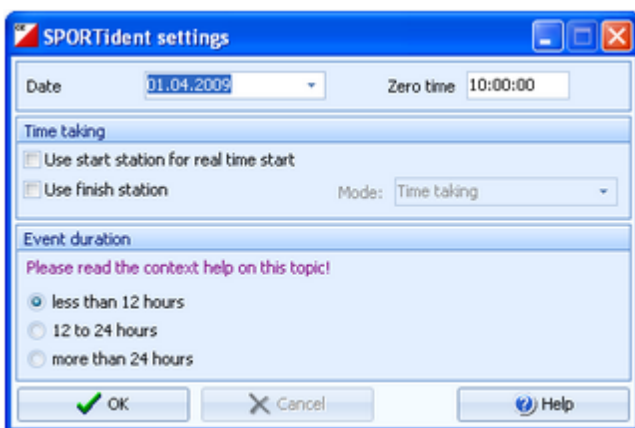 SPORTident settings
Date 01.04.2009 Zero time 10:00:00
Time taking
Use start station for real time start
Use finish station Mode: Time taking
Event duration
Please read the context help on this topic!
less than 12 hours
12 to 24 hours
more than 24 hours
OK Cancel Help